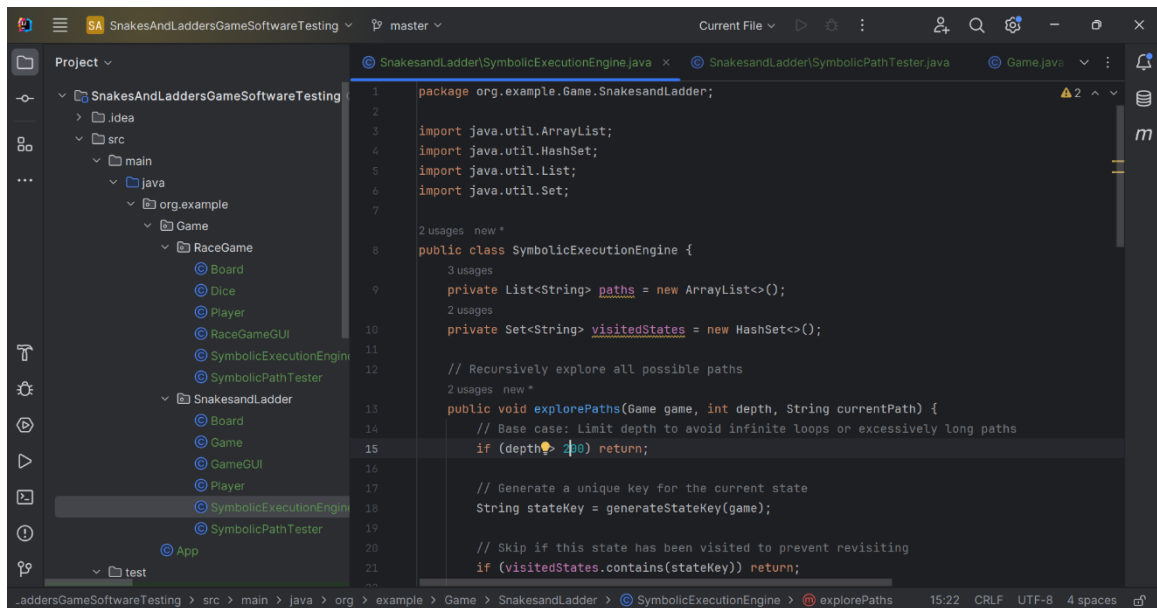 SA SnakesAndLaddersGameSoftwareTesting master Current File
Project
SnakesandLadder\SymbolicExecutionEngine.java SnakesandLadder\SymbolicPathTester.java Game.java
SnakesAndLaddersGameSoftwareTesting
.idea
src
main
java
org.example
Game
RaceGame
Board
Dice
Player
RaceGameGUI
SymbolicExecutionEngin
SymbolicPathTester
SnakesandLadder
Board
Game
GameGUI
Player
SymbolicExecutionEngin
SymbolicPathTester
App
test
2
m
1 package org.example.Game.SnakesandLadder;
2
3 import java.util.ArrayList;
4 import java.util.HashSet;
5 import java.util.List;
6 import java.util.Set;
7
2 usages new *
8 public class SymbolicExecutionEngine {
3 usages
9 private List<String> paths = new ArrayList<>();
2 usages
10 private Set<String> visitedStates = new HashSet<>();
11
12 // Recursively explore all possible paths
2 usages new *
13 public void explorePaths(Game game, int depth, String currentPath) {
14 // Base case: Limit depth to avoid infinite loops or excessively long paths
15 if (depth > 200) return;
16
17 // Generate a unique key for the current state
18 String stateKey = generateStateKey(game);
19
20 // Skip if this state has been visited to prevent revisiting
21 if (visitedStates.contains(stateKey)) return;
addersGameSoftwareTesting > src > main > java > org > example > Game > SnakesandLadder > SymbolicExecutionEngine > explorePaths 15:22 CRLF UTF-8 4 spaces